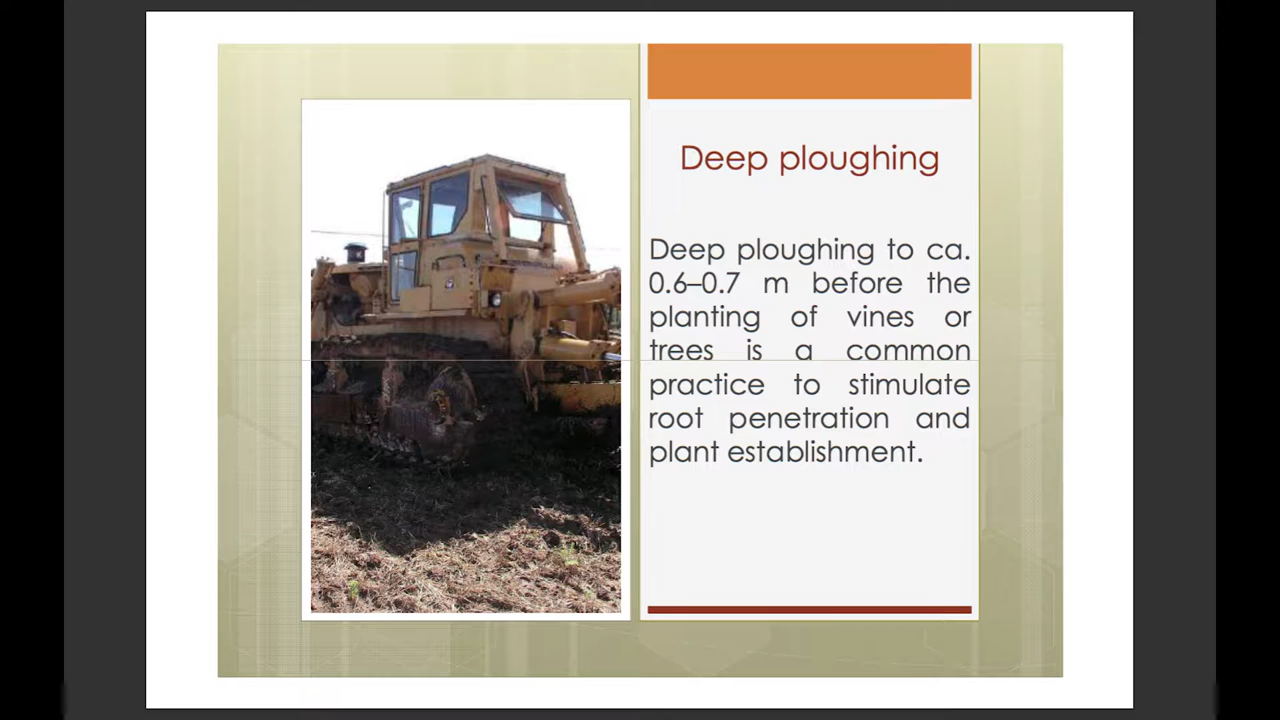 Deep ploughing
Deep ploughing to ca.
0.6–0.7 m before the
planting of vines or
trees is a common
practice to stimulate
root penetration and
plant establishment.